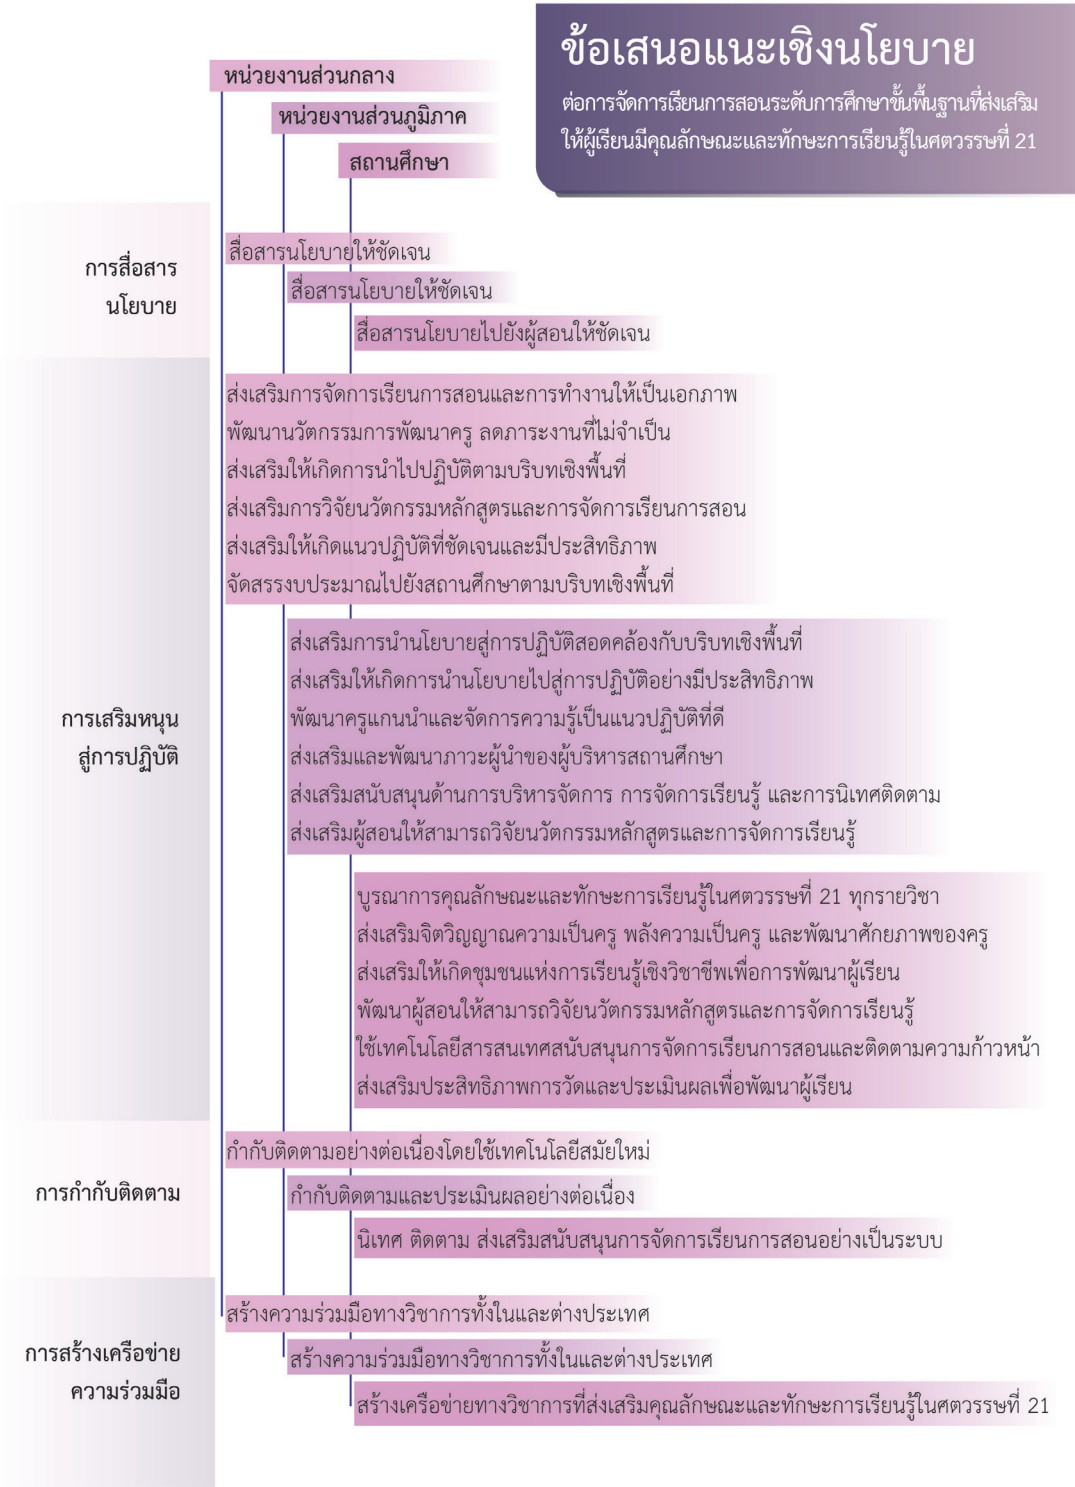 ข้อเสนอแนะเชิงนโยบาย
ต่อการจัดการเรียนการสอนระดับการศึกษาขั้นพื้นฐานที่ส่งเสริม
ให้ผู้เรียนมีคุณลักษณะและทักษะการเรียนรู้ในศตวรรษที่ 21
หน่วยงานส่วนกลาง
หน่วยงานส่วนภูมิภาค
สถานศึกษา
การสื่อสาร
นโยบาย
สื่อสารนโยบายให้ชัดเจน
สื่อสารนโยบายให้ชัดเจน
สื่อสารนโยบายไปยังผู้สอนให้ชัดเจน
การเสริมหนุน
สู่การปฏิบัติ
ส่งเสริมการจัดการเรียนการสอนและการทำงานให้เป็นเอกภาพ
พัฒนานวัตกรรมการพัฒนาครู ลดภาระงานที่ไม่จำเป็น
ส่งเสริมให้เกิดการนำไปปฏิบัติตามบริบทเชิงพื้นที่
ส่งเสริมการวิจัยนวัตกรรมหลักสูตรและการจัดการเรียนการสอน
ส่งเสริมให้เกิดแนวปฏิบัติที่ชัดเจนและมีประสิทธิภาพ
จัดสรรงบประมาณไปยังสถานศึกษาตามบริบทเชิงพื้นที่
ส่งเสริมการนำนโยบายสู่การปฏิบัติสอดคล้องกับบริบทเชิงพื้นที่
ส่งเสริมให้เกิดการนำนโยบายไปสู่การปฏิบัติอย่างมีประสิทธิภาพ
พัฒนาครูแกนนำและจัดการความรู้เป็นแนวปฏิบัติที่ดี
ส่งเสริมและพัฒนาภาวะผู้นำของผู้บริหารสถานศึกษา
ส่งเสริมสนับสนุนด้านการบริหารจัดการ การจัดการเรียนรู้ และการนิเทศติดตาม
ส่งเสริมผู้สอนให้สามารถวิจัยนวัตกรรมหลักสูตรและการจัดการเรียนรู้
บูรณาการคุณลักษณะและทักษะการเรียนรู้ในศตวรรษที่ 21 ทุกรายวิชา
ส่งเสริมจิตวิญญาณความเป็นครู พลังความเป็นครู และพัฒนาศักยภาพของครู
ส่งเสริมให้เกิดชุมชนแห่งการเรียนรู้เชิงวิชาชีพเพื่อการพัฒนาผู้เรียน
พัฒนาผู้สอนให้สามารถวิจัยนวัตกรรมหลักสูตรและการจัดการเรียนรู้
ใช้เทคโนโลยีสารสนเทศสนับสนุนการจัดการเรียนการสอนและติดตามความก้าวหน้า
ส่งเสริมประสิทธิภาพการวัดและประเมินผลเพื่อพัฒนาผู้เรียน
การกำกับติดตาม
กำกับติดตามอย่างต่อเนื่องโดยใช้เทคโนโลยีสมัยใหม่
กำกับติดตามและประเมินผลอย่างต่อเนื่อง
นิเทศ ติดตาม ส่งเสริมสนับสนุนการจัดการเรียนการสอนอย่างเป็นระบบ
การสร้างเครือข่าย
ความร่วมมือ
สร้างความร่วมมือทางวิชาการทั้งในและต่างประเทศ
สร้างความร่วมมือทางวิชาการทั้งในและต่างประเทศ
สร้างเครือข่ายทางวิชาการที่ส่งเสริมคุณลักษณะและทักษะการเรียนรู้ในศตวรรษที่ 21